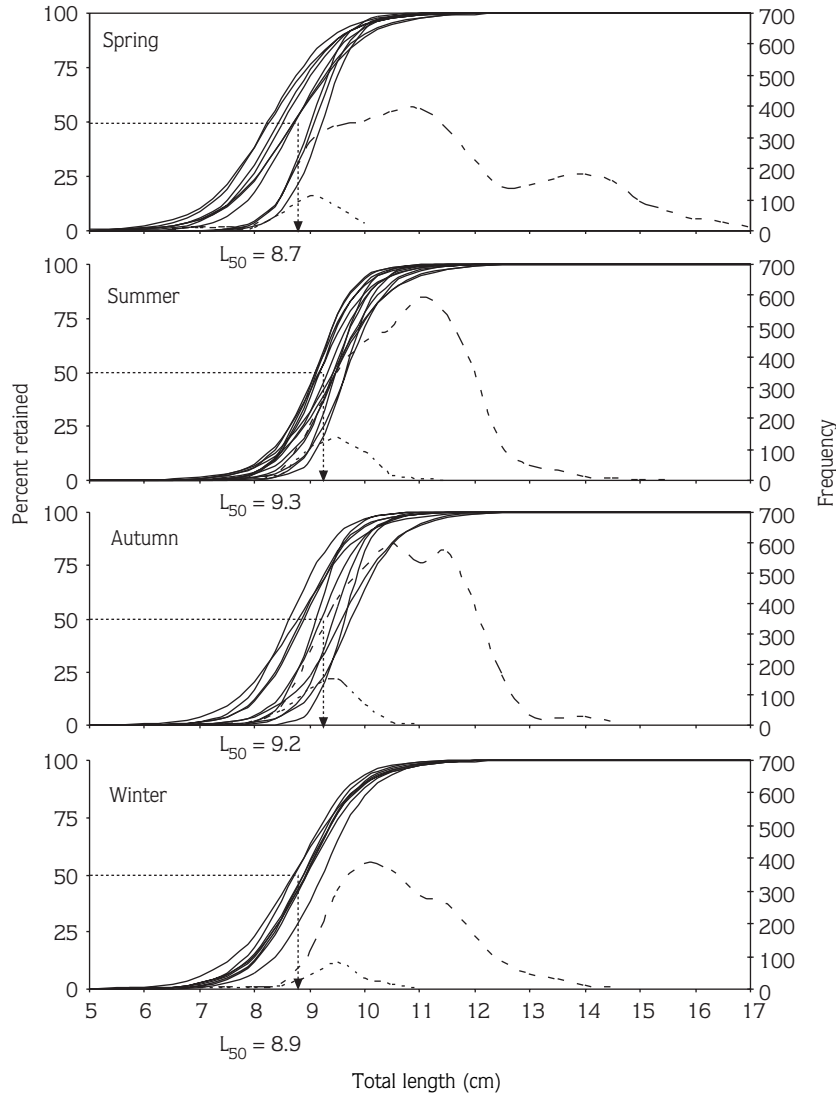 100 700
Spring 600
75 500
400
50 300
25 200
100
0 0
L50 = 8.7
100 700
Summer 600
75 500
400
50 300
25 200
100
0 0
L50 = 9.3
100 700
Autumn 600
75 500
400
50 300
25 200
100
0 0
L50 = 9.2
100 700
Winter 600
75 500
400
50 300
25 200
100
0 0
5 6 7 8 9 10 11 12 13 14 15 16 17
L50 = 8.9
Total length (cm)
Percent retained
Frequency